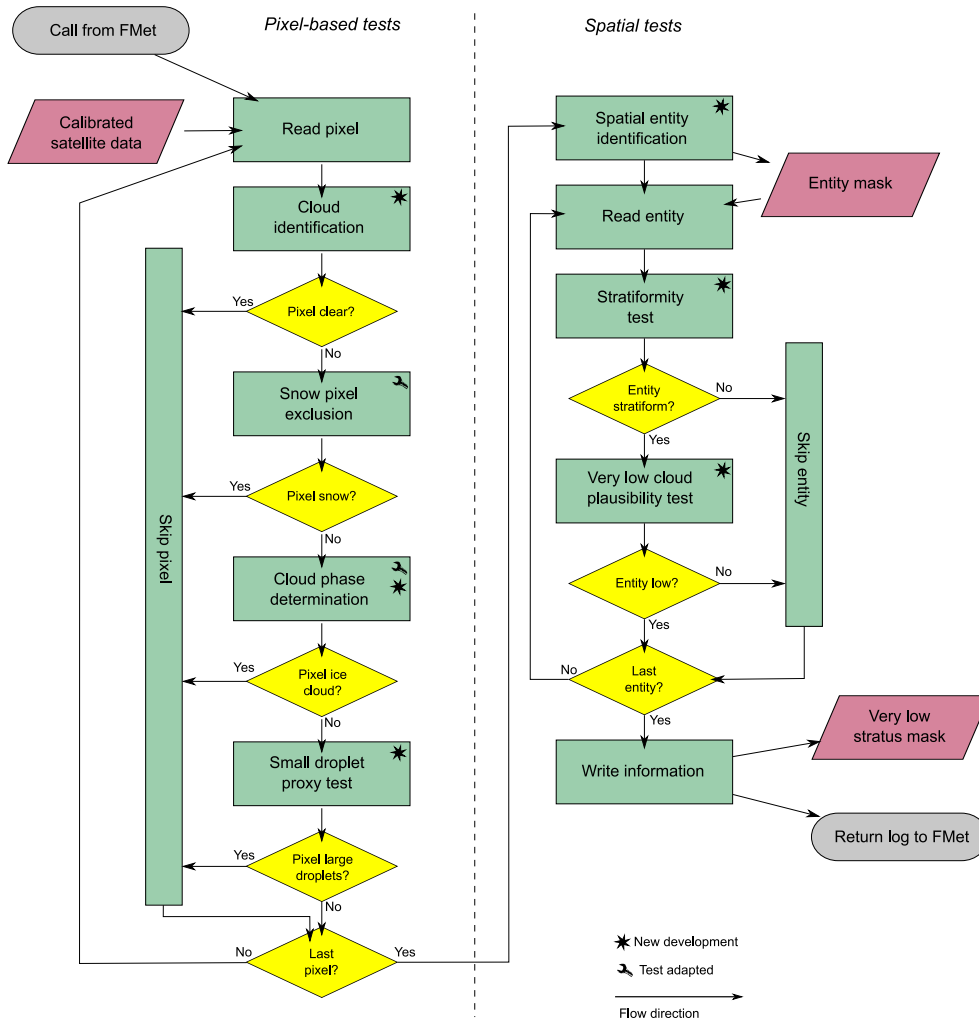 Pixel-based tests
Call from FMet
Read pixel
Calibrated
satellite data
Cloud
identification
Pixel clear?
Yes
No
Snow pixel
exclusion
Pixel snow?
Yes
No
Skip pixel
Cloud phase
determination
Pixel ice
cloud?
Yes
No
Small droplet
proxy test
Pixel large
droplets?
Yes
No
Last
pixel?
No
Yes
Spatial tests
Spatial entity
identification
Entity mask
Read entity
Stratiformity
test
Entity
stratiform?
No
Yes
Skip entity
Very low cloud
plausibility test
Entity low?
No
Yes
Last
entity?
No
Yes
Very low
stratus mask
Write information
Return log to FMet
New development
Test adapted
Flow direction